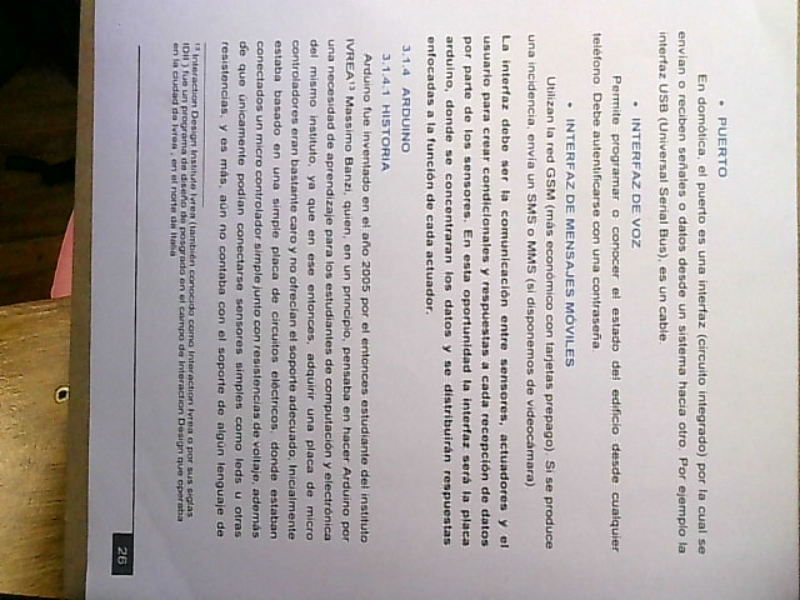 • PUERTO
En domótica, el puerto es una interfaz (circuito integrado) por la cual se
envían o reciben señales o datos desde un sistema hacia otro. Por ejemplo la
interfaz USB (Universal Serial Bus), es un cable.
• INTERFAZ DE VOZ
Permite programar o conocer el estado del edificio desde cualquier
teléfono. Debe autentificarse con una contraseña.
• INTERFAZ DE MENSAJES MÓVILES
Utilizan la red GSM (más económico con tarjetas prepago). Si se produce
una incidencia, envía un SMS o MMS (si disponemos de videocámara)
La interfaz debe ser la comunicación entre sensores, actuadores y el
usuario para crear condicionales y respuestas a cada recepción de datos
por parte de los sensores. En esta oportunidad la interfaz será la placa
arduino, donde se concentraran los datos y se distribuirán respuestas
enfocadas a la función de cada actuador.
3.1.4 ARDUINO
3.1.4.1 HISTORIA
Arduino fue inventado en el año 2005 por el entonces estudiante del instituto
IVREA¹³ Massimo Banzi, quien, en un principio, pensaba en hacer Arduino por
una necesidad de aprendizaje para los estudiantes de computación y electrónica
del mismo instituto, ya que en ese entonces, adquirir una placa de micro
controladores eran bastante caro y no ofrecían el soporte adecuado. Inicialmente
estaba basado en una simple placa de circuitos eléctricos, donde estaban
conectados un micro controlador simple junto con resistencias de voltaje, además
de que únicamente podían conectarse sensores simples como leds u otras
resistencias, y es más, aún no contaba con el soporte de algún lenguaje de
¹³ Interaction Design Institute Ivrea (también conocido como Interaction Ivrea o por sus siglas
IDII ) fue un programa de diseño de posgrado en el campo de Interaction Design que operaba
en la ciudad de Ivrea , en el norte de Italia
26